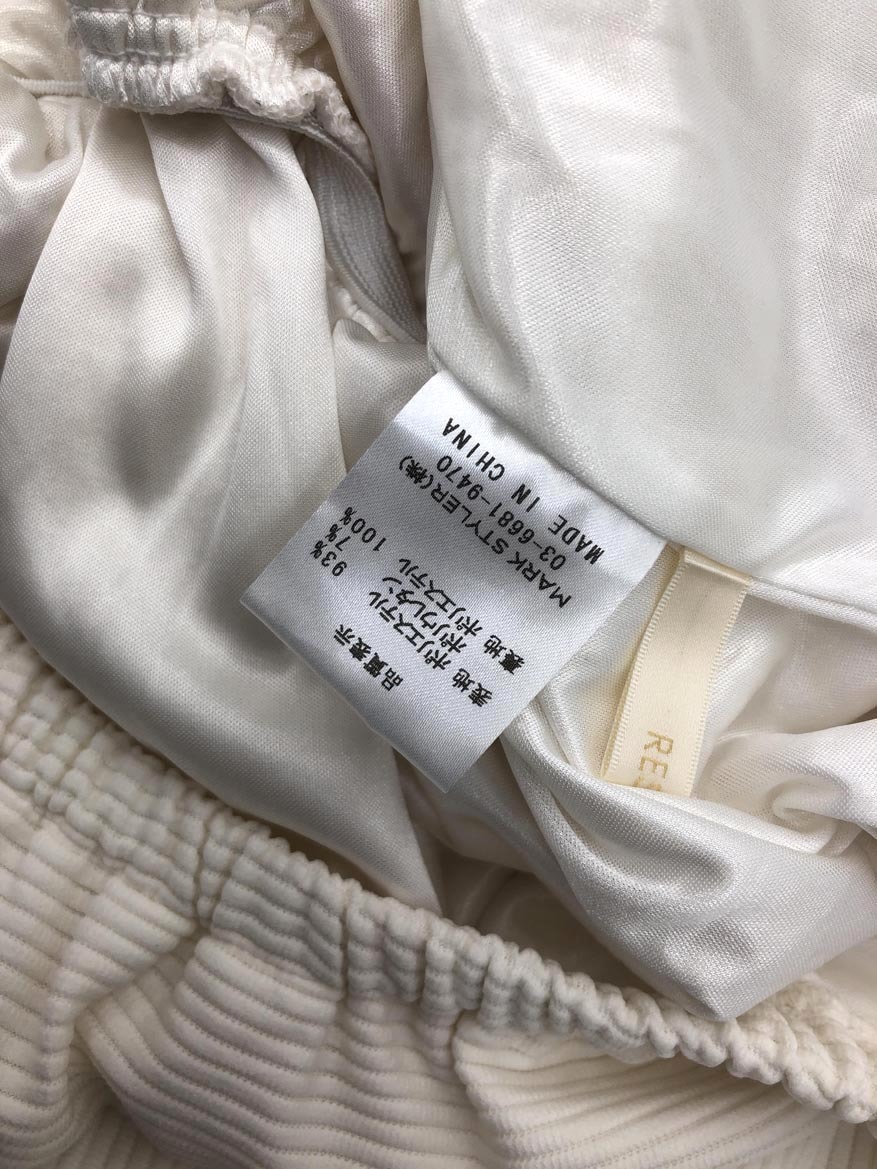 品質表示
表地 ポリエステル 93%
ポリウレタン 7%
裏地 ポリエステル 100%
MARK STYLER(株)
03-6681-9470
MADE IN CHINA
RES